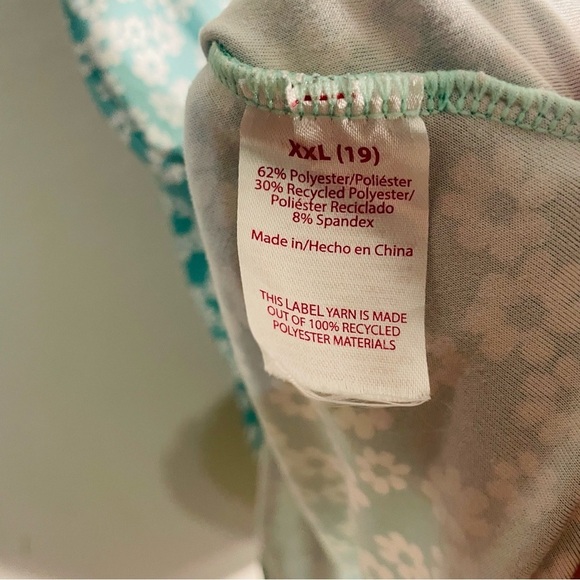 XXL (19)
62% Polyester/Poliéster
30% Recycled Polyester/
Poliéster Reciclado
8% Spandex
Made in/Hecho en China
THIS LABEL YARN IS MADE
OUT OF 100% RECYCLED
POLYESTER MATERIALS